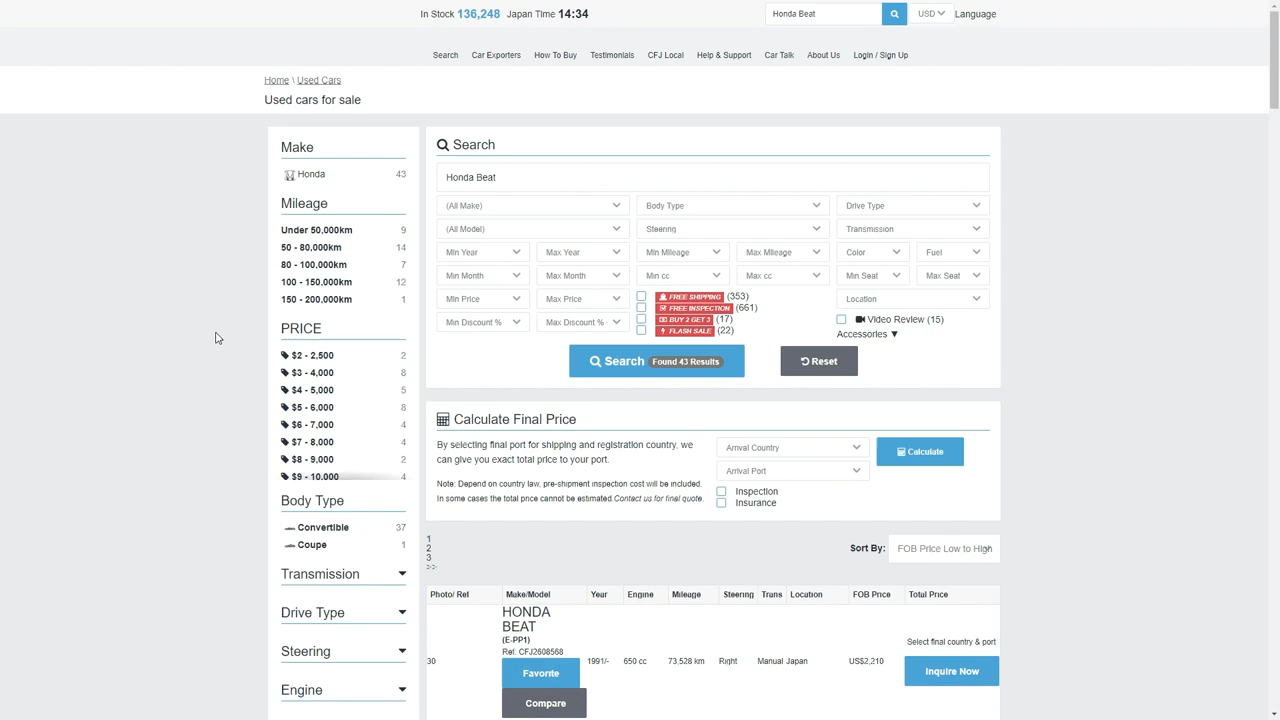 In Stock 136,248 Japan Time 14:34
Honda Beat
USD
Language
Search Car Exporters How To Buy Testimonials CFJ Local Help & Support Car Talk About Us Login / Sign Up
Home \ Used Cars
Used cars for sale
Make
Honda 43
Mileage
Under 50,000km 9
50 - 80,000km 14
80 - 100,000km 7
100 - 150,000km 12
150 - 200,000km 1
PRICE
$2 - 2,500 2
$3 - 4,000 8
$4 - 5,000 5
$5 - 6,000 8
$6 - 7,000 4
$7 - 8,000 4
$8 - 9,000 2
$9 - 10,000 4
Body Type
Convertible 37
Coupe 1
Transmission
Drive Type
Steering
Engine
Search
Honda Beat
(All Make) Body Type Drive Type
(All Model) Steering Transmission
Min Year Max Year Min Mileage Max Mileage Color Fuel
Min Month Max Month Min cc Max cc Min Seat Max Seat
Min Price Max Price FREE SHIPPING (353) Location
FREE INSPECTION (661)
Min Discount % Max Discount % BUY 2 GET 3 (17) Video Review (15)
FLASH SALE (22) Accessories ▼
Search Found 43 Results Reset
Calculate Final Price
By selecting final port for shipping and registration country, we
can give you exact total price to your port.
Note: Depend on country law, pre-shipment inspection cost will be included.
In some cases the total price cannot be estimated.Contact us for final quote.
Arrival Country
Arrival Port
Calculate
Inspection
Insurance
1
2
3
>>
Sort By: FOB Price Low to High
Photo/ Ref Make/Model Year Engine Mileage Steering Trans Location FOB Price Total Price
HONDA
BEAT
(E-PP1)
Ref: CFJ2608568
30 1991/- 650 cc 73,528 km Right Manual Japan US$2,210
Select final country & port
Inquire Now
Favorite
Compare